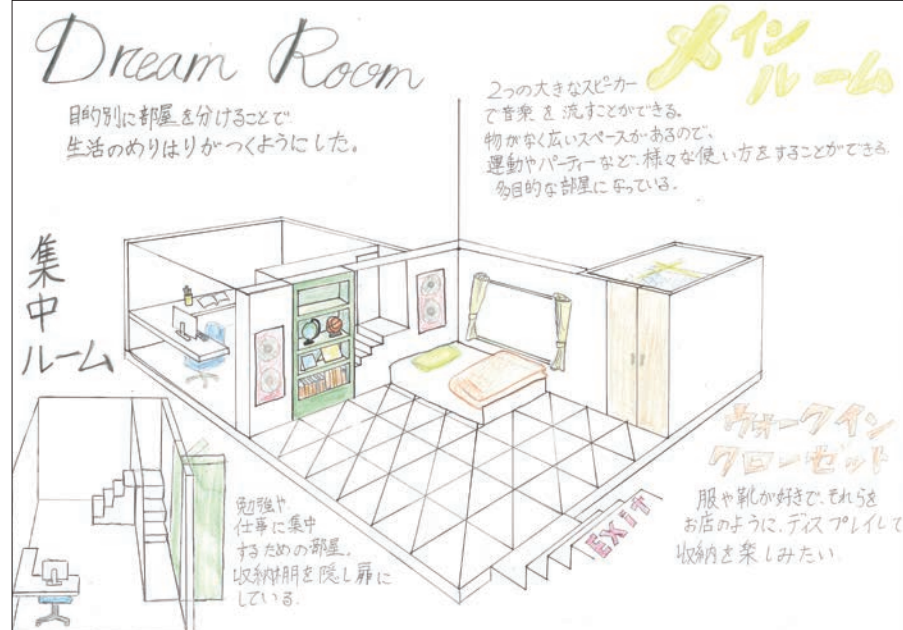 Dream Room
目的別に部屋を分けることで
生活のめりはりがつくようにした。
メイン
ルーム
2つの大きなスピーカー
で音楽を流すことができる。
物がなく広いスペースがあるので、
運動やパーティーなど、様々な使い方をすることができる
多目的な部屋になっている。
集中
ルーム
勉強や
仕事に集中
するための部屋。
収納棚を隠し扉に
している。
EXiT
ウォークイン
クローゼット
服や靴が好きで、それらを
お店のように、ディスプレイして
収納を楽しみたい